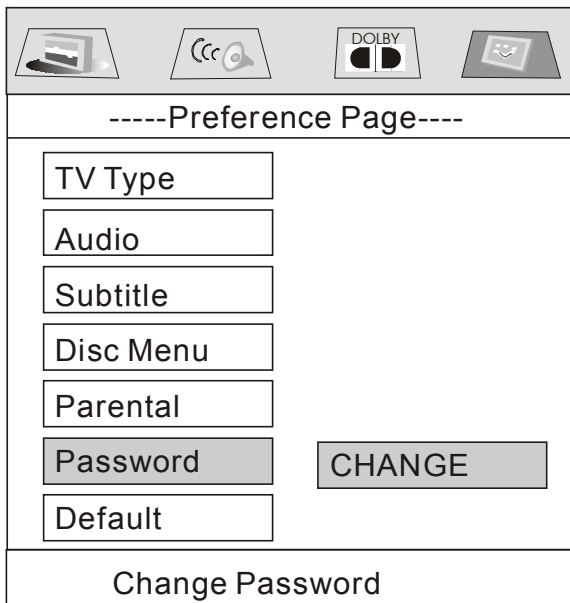 DOLBY
-----Preference Page----
TV Type
Audio
Subtitle
Disc Menu
Parental
Password CHANGE
Default
Change Password